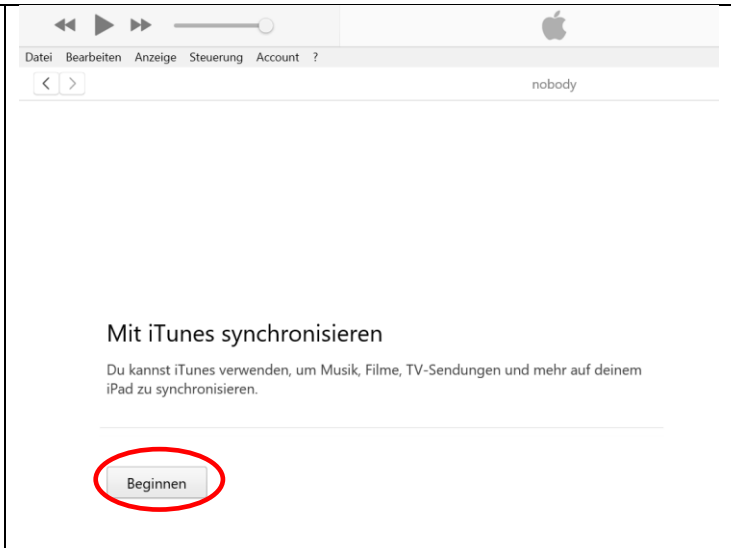 Datei Bearbeiten Anzeige Steuerung Account ?
nobody
Mit iTunes synchronisieren
Du kannst iTunes verwenden, um Musik, Filme, TV-Sendungen und mehr auf deinem
iPad zu synchronisieren.
Beginnen